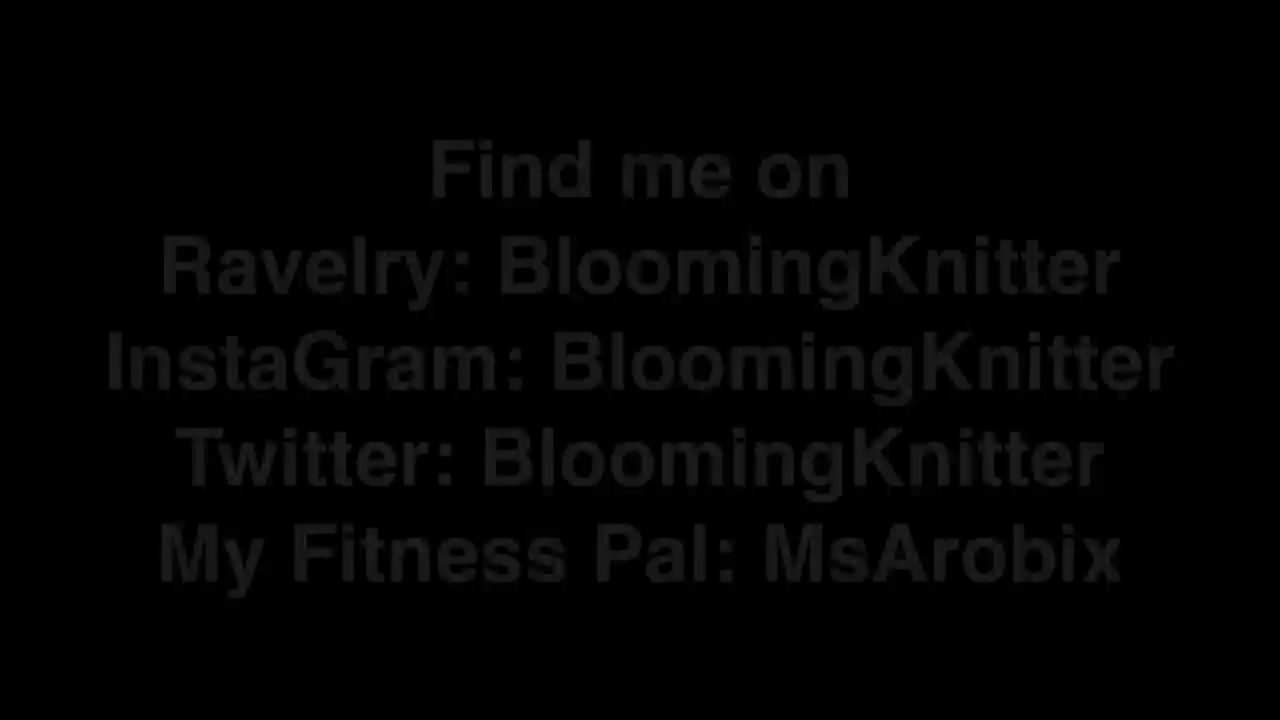 Find me on
Ravelry: BloomingKnitter
InstaGram: BloomingKnitter
Twitter: BloomingKnitter
My Fitness Pal: MsArobix